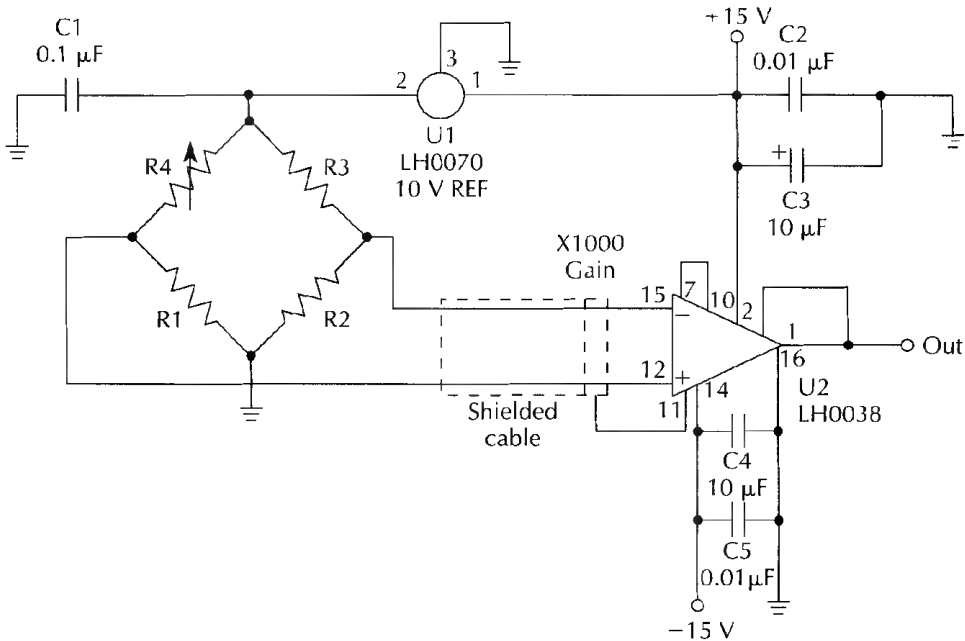 C1
0.1 µF
+15 V
C2
0.01 µF
3
2
1
U1
LH0070
10 V REF
R4
R3
+
C3
10 µF
X1000
Gain
R1
R2
15
7
10
2
−
1
16
Out
12
+
14
11
U2
LH0038
Shielded
cable
C4
10 µF
C5
0.01µF
−15 V